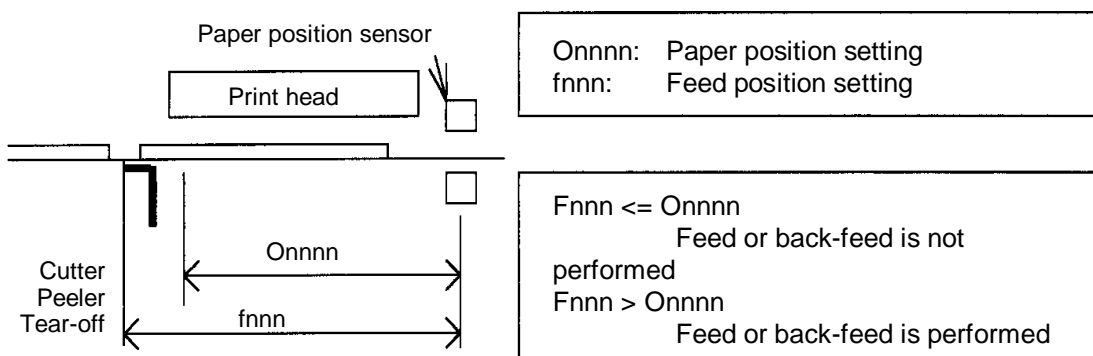 Paper position sensor
Print head
Onnnn
fnnn
Cutter
Peeler
Tear-off
Onnnn: Paper position setting
fnnn: Feed position setting
Fnnn <= Onnnn
Feed or back-feed is not
performed
Fnnn > Onnnn
Feed or back-feed is performed